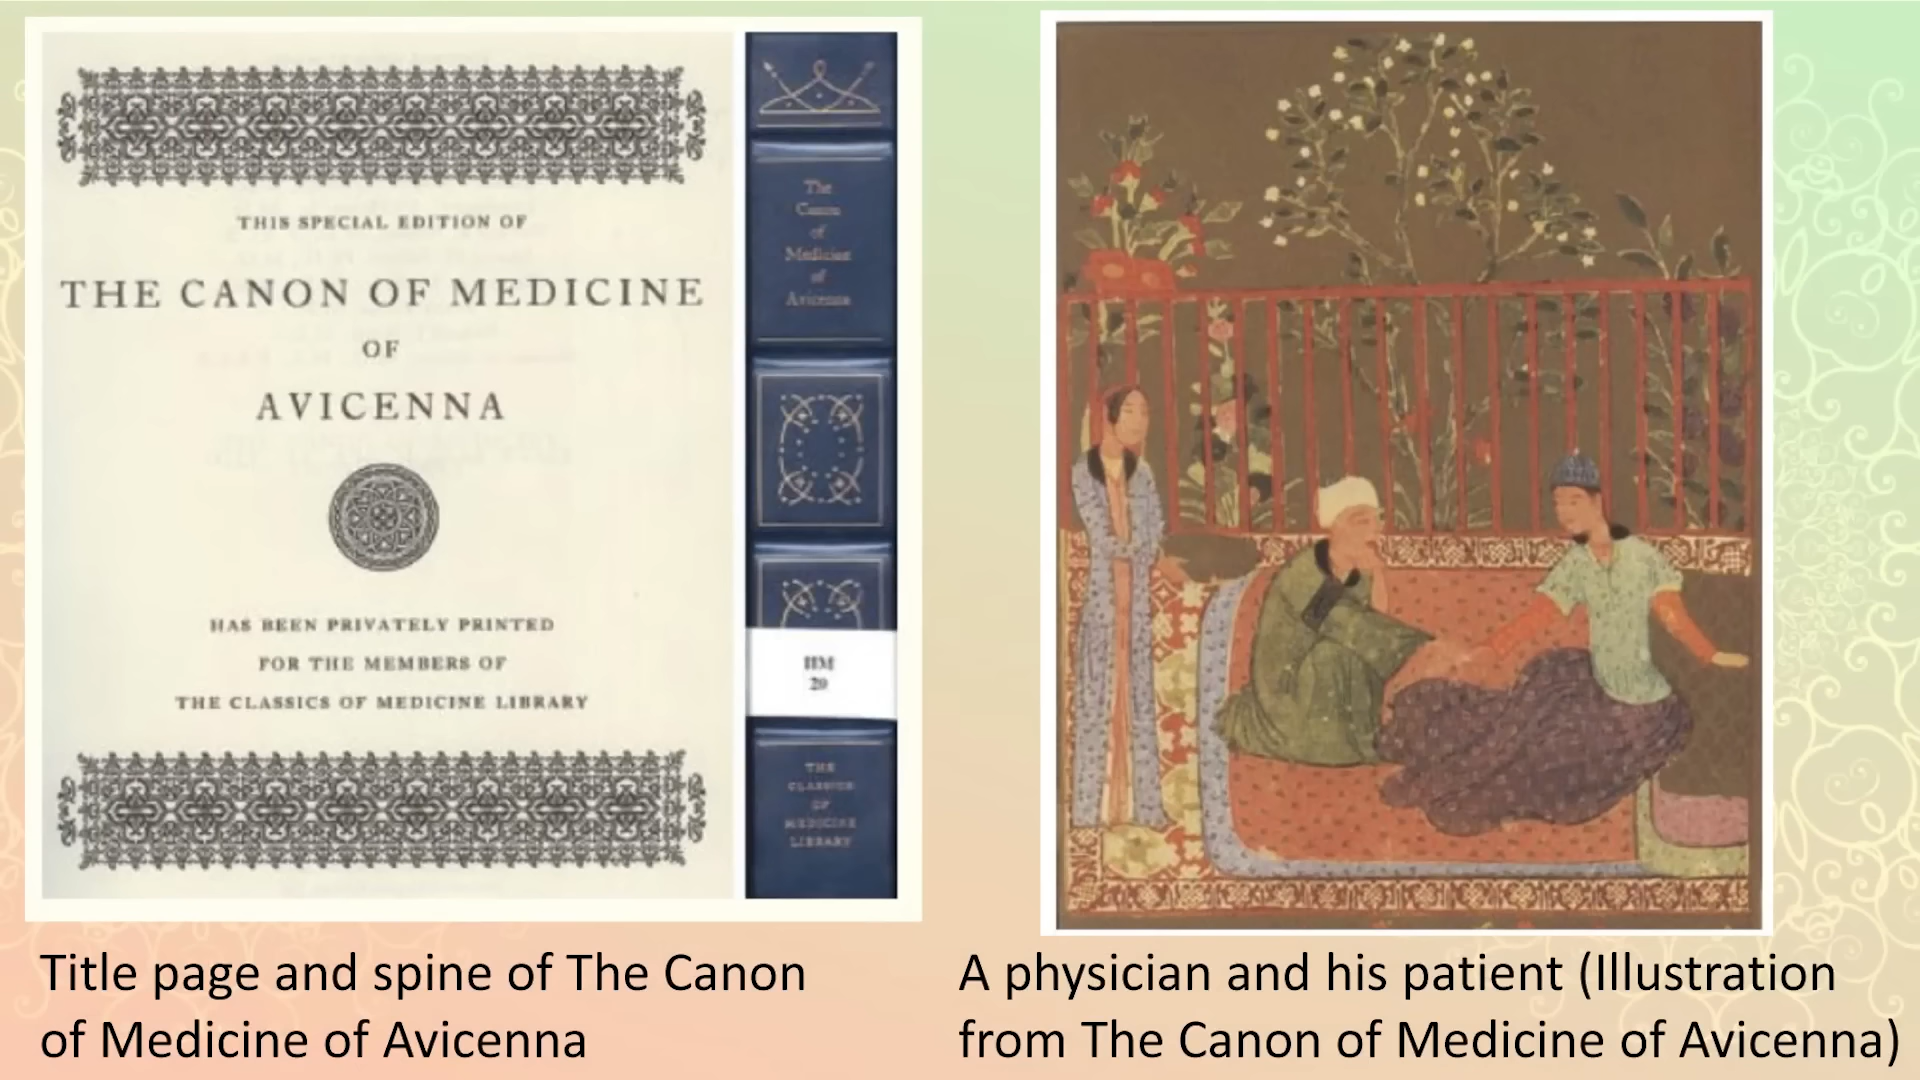 THIS SPECIAL EDITION OF
THE CANON OF MEDICINE
OF
AVICENNA
HAS BEEN PRIVATELY PRINTED
FOR THE MEMBERS OF
THE CLASSICS OF MEDICINE LIBRARY
The
Canon
of
Medicine
of
Avicenna
HM
20
THE
CLASSICS
OF
MEDICINE
LIBRARY
Title page and spine of The Canon
of Medicine of Avicenna
A physician and his patient (Illustration
from The Canon of Medicine of Avicenna)